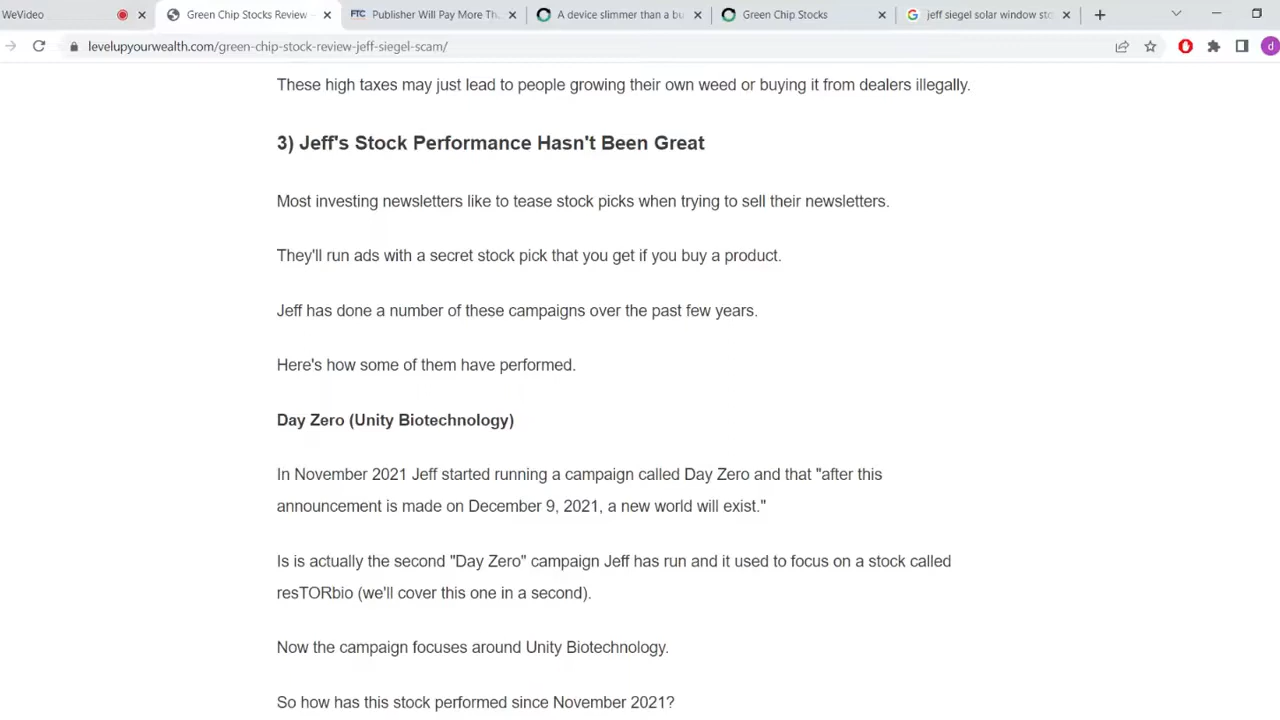 WeVideo
Green Chip Stocks Review
Publisher Will Pay More Th
A device slimmer than a bu
Green Chip Stocks
jeff siegel solar window sto
levelupyourwealth.com/green-chip-stock-review-jeff-siegel-scam/
d
These high taxes may just lead to people growing their own weed or buying it from dealers illegally.
3) Jeff's Stock Performance Hasn't Been Great
Most investing newsletters like to tease stock picks when trying to sell their newsletters.
They'll run ads with a secret stock pick that you get if you buy a product.
Jeff has done a number of these campaigns over the past few years.
Here's how some of them have performed.
Day Zero (Unity Biotechnology)
In November 2021 Jeff started running a campaign called Day Zero and that "after this
announcement is made on December 9, 2021, a new world will exist."
Is is actually the second "Day Zero" campaign Jeff has run and it used to focus on a stock called
resTORbio (we'll cover this one in a second).
Now the campaign focuses around Unity Biotechnology.
So how has this stock performed since November 2021?